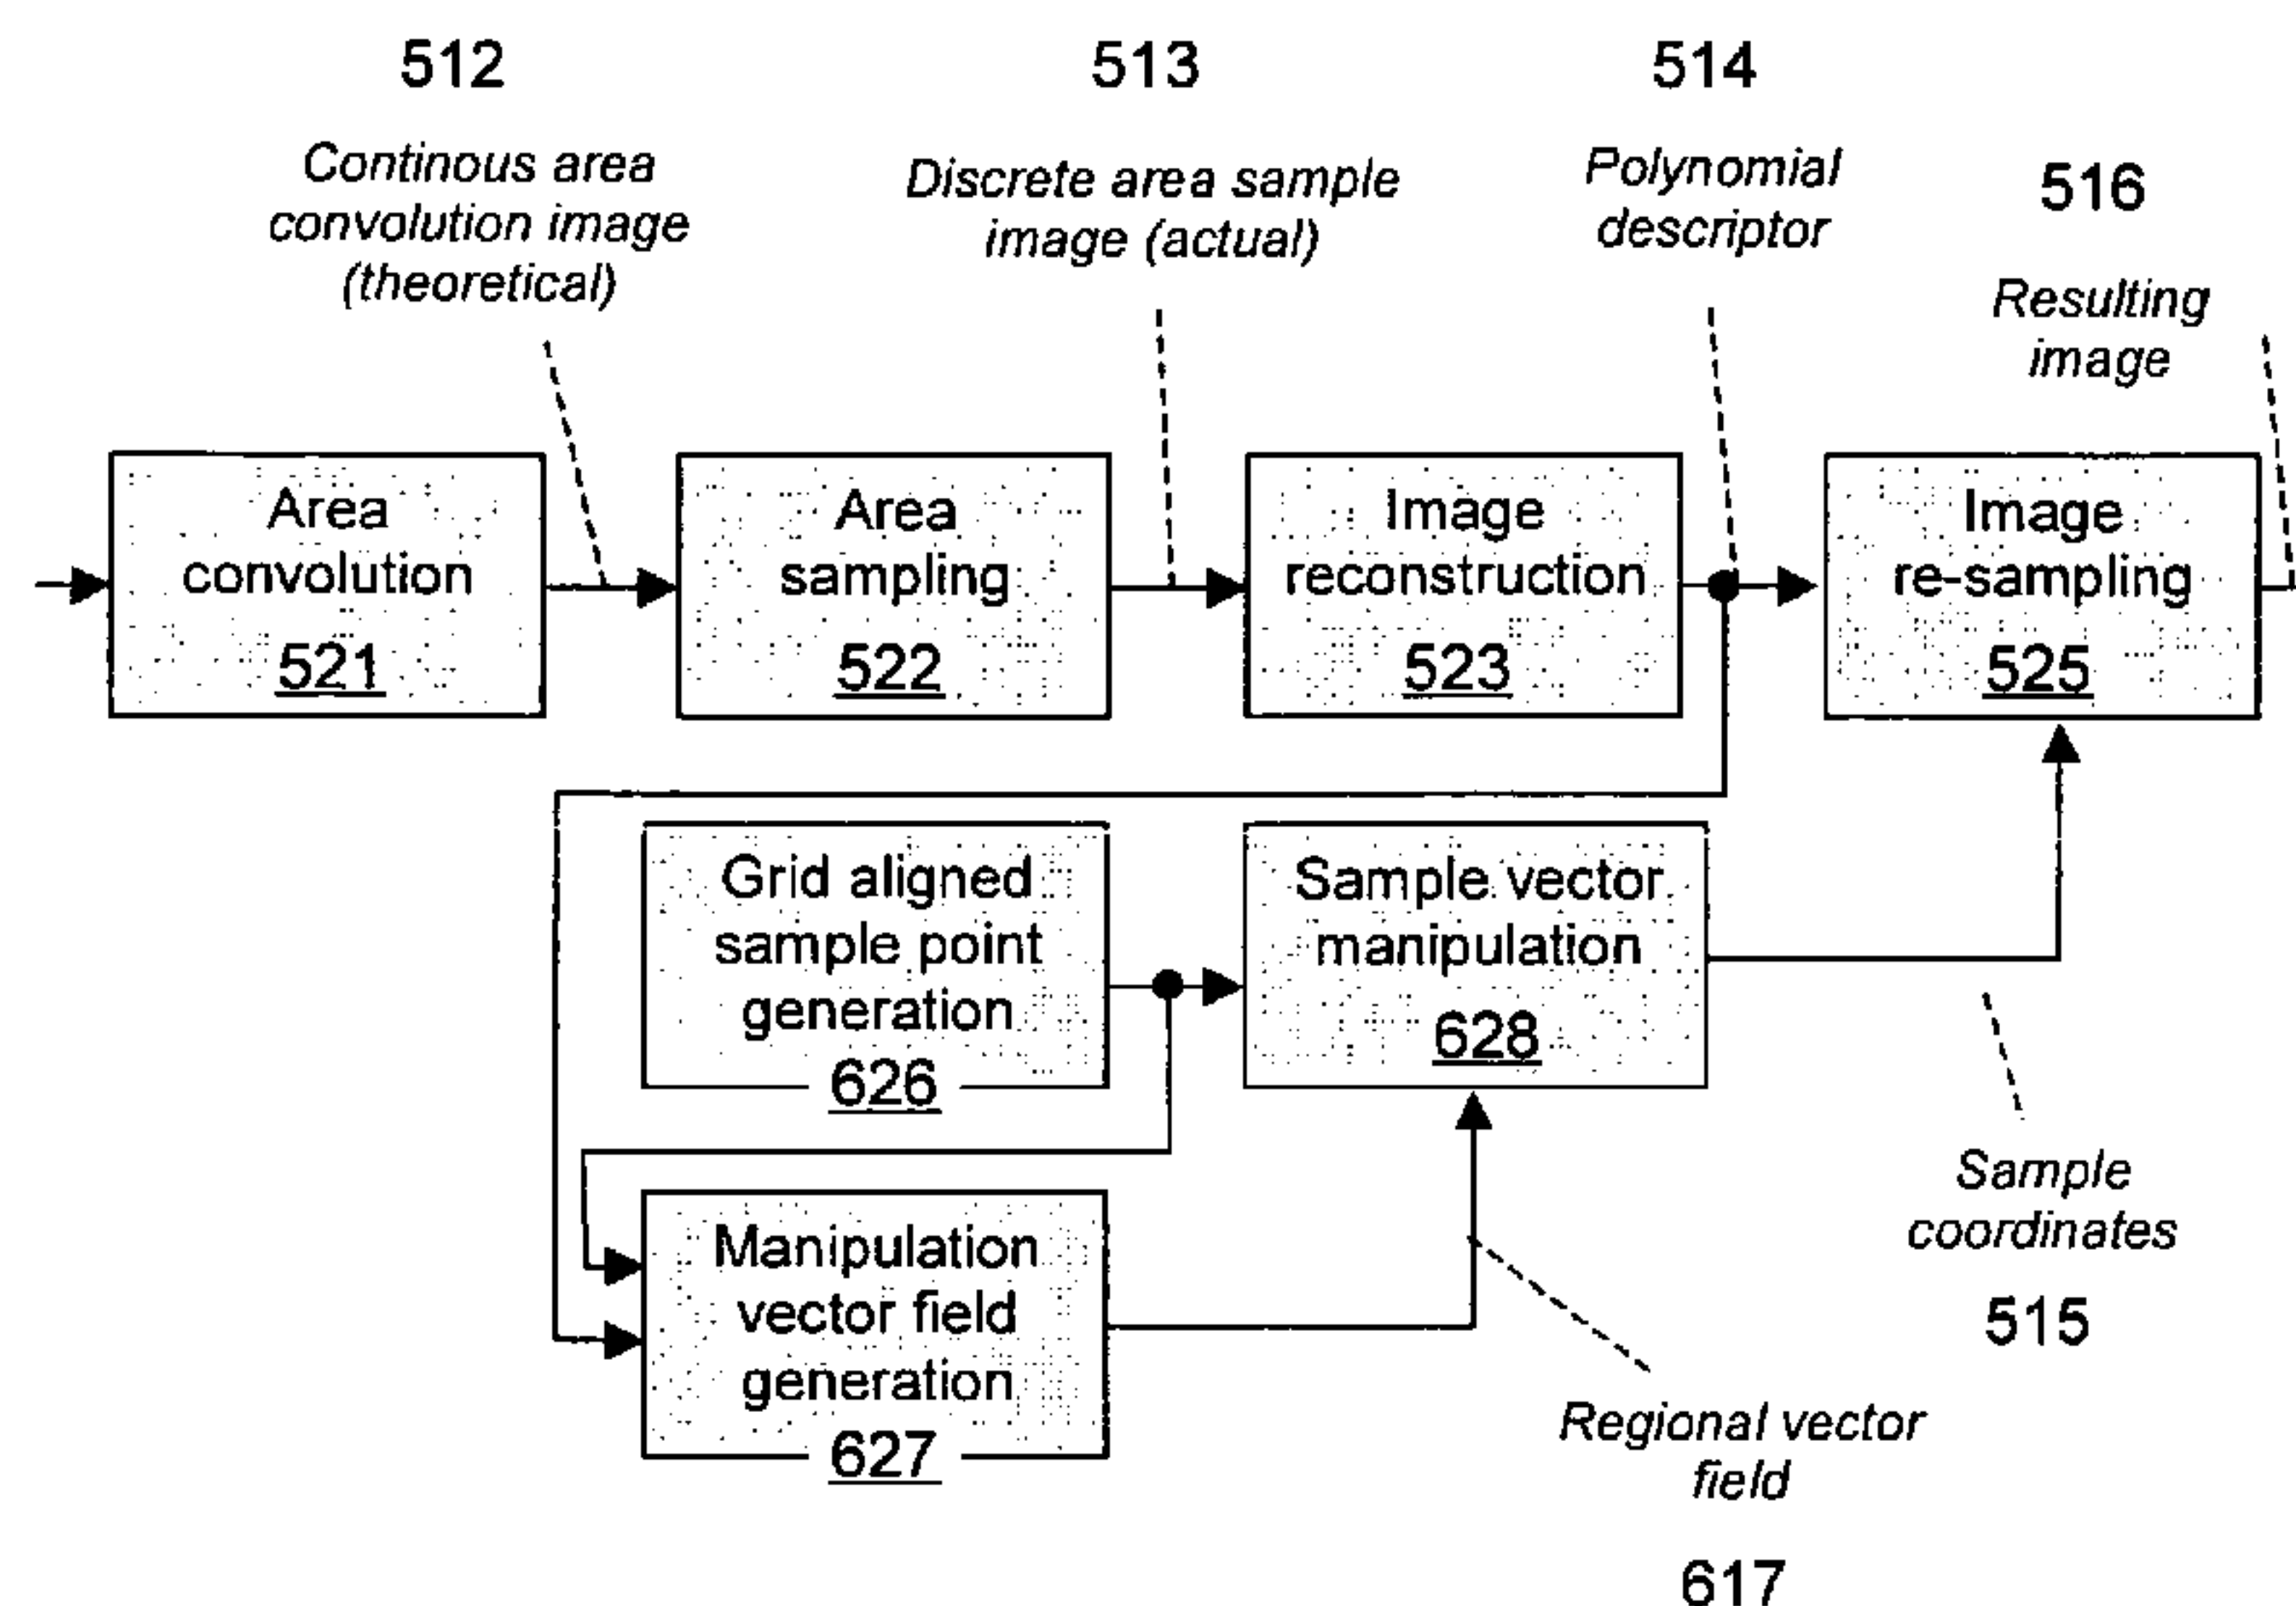 512
Continous area
convolution image
(theoretical)
513
Discrete area sample
image (actual)
514
Polynomial
descriptor
516
Resulting
image
Area
convolution
521
Area
sampling
522
Image
reconstruction
523
Image
re-sampling
525
Grid aligned
sample point
generation
626
Sample vector
manipulation
628
Manipulation
vector field
generation
627
Sample
coordinates
515
Regional vector
field
617